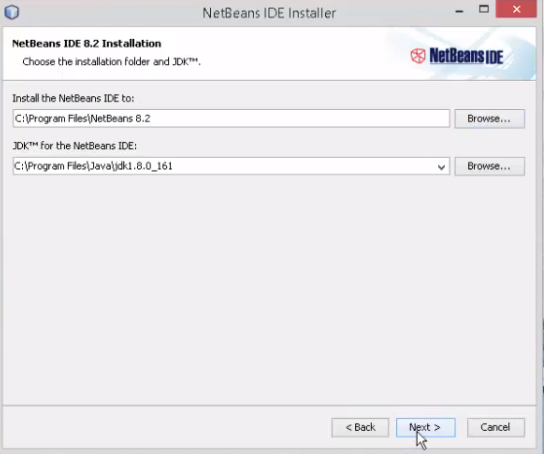 NetBeans IDE Installer
NetBeans IDE 8.2 Installation
Choose the installation folder and JDK™.
NetBeans IDE
Install the NetBeans IDE to:
C:\Program Files\NetBeans 8.2
Browse...
JDK™ for the NetBeans IDE:
C:\Program Files\Java\jdk1.8.0_161
Browse...
< Back
Next >
Cancel